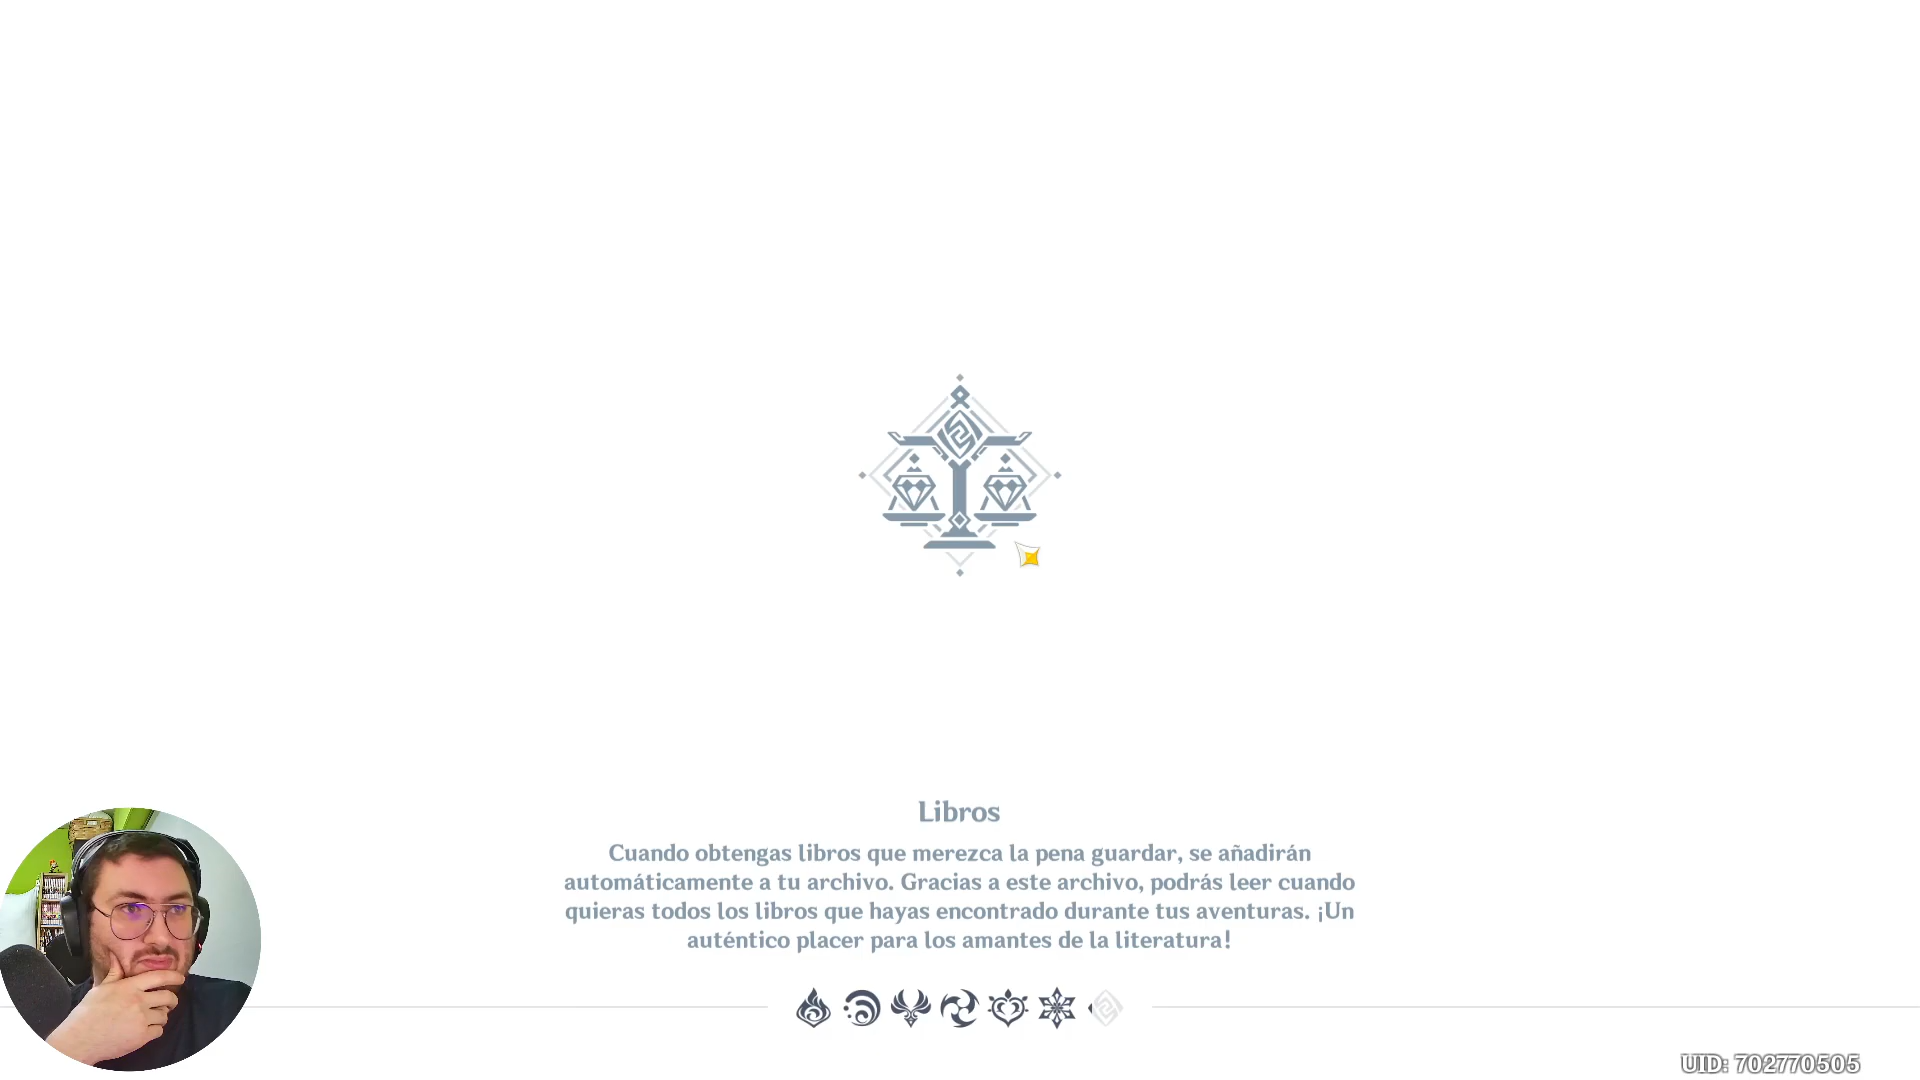 Libros
Cuando obtengas libros que merezca la pena guardar, se añadirán
automáticamente a tu archivo. Gracias a este archivo, podrás leer cuando
quieras todos los libros que hayas encontrado durante tus aventuras. ¡Un
auténtico placer para los amantes de la literatura!
UID: 702770505